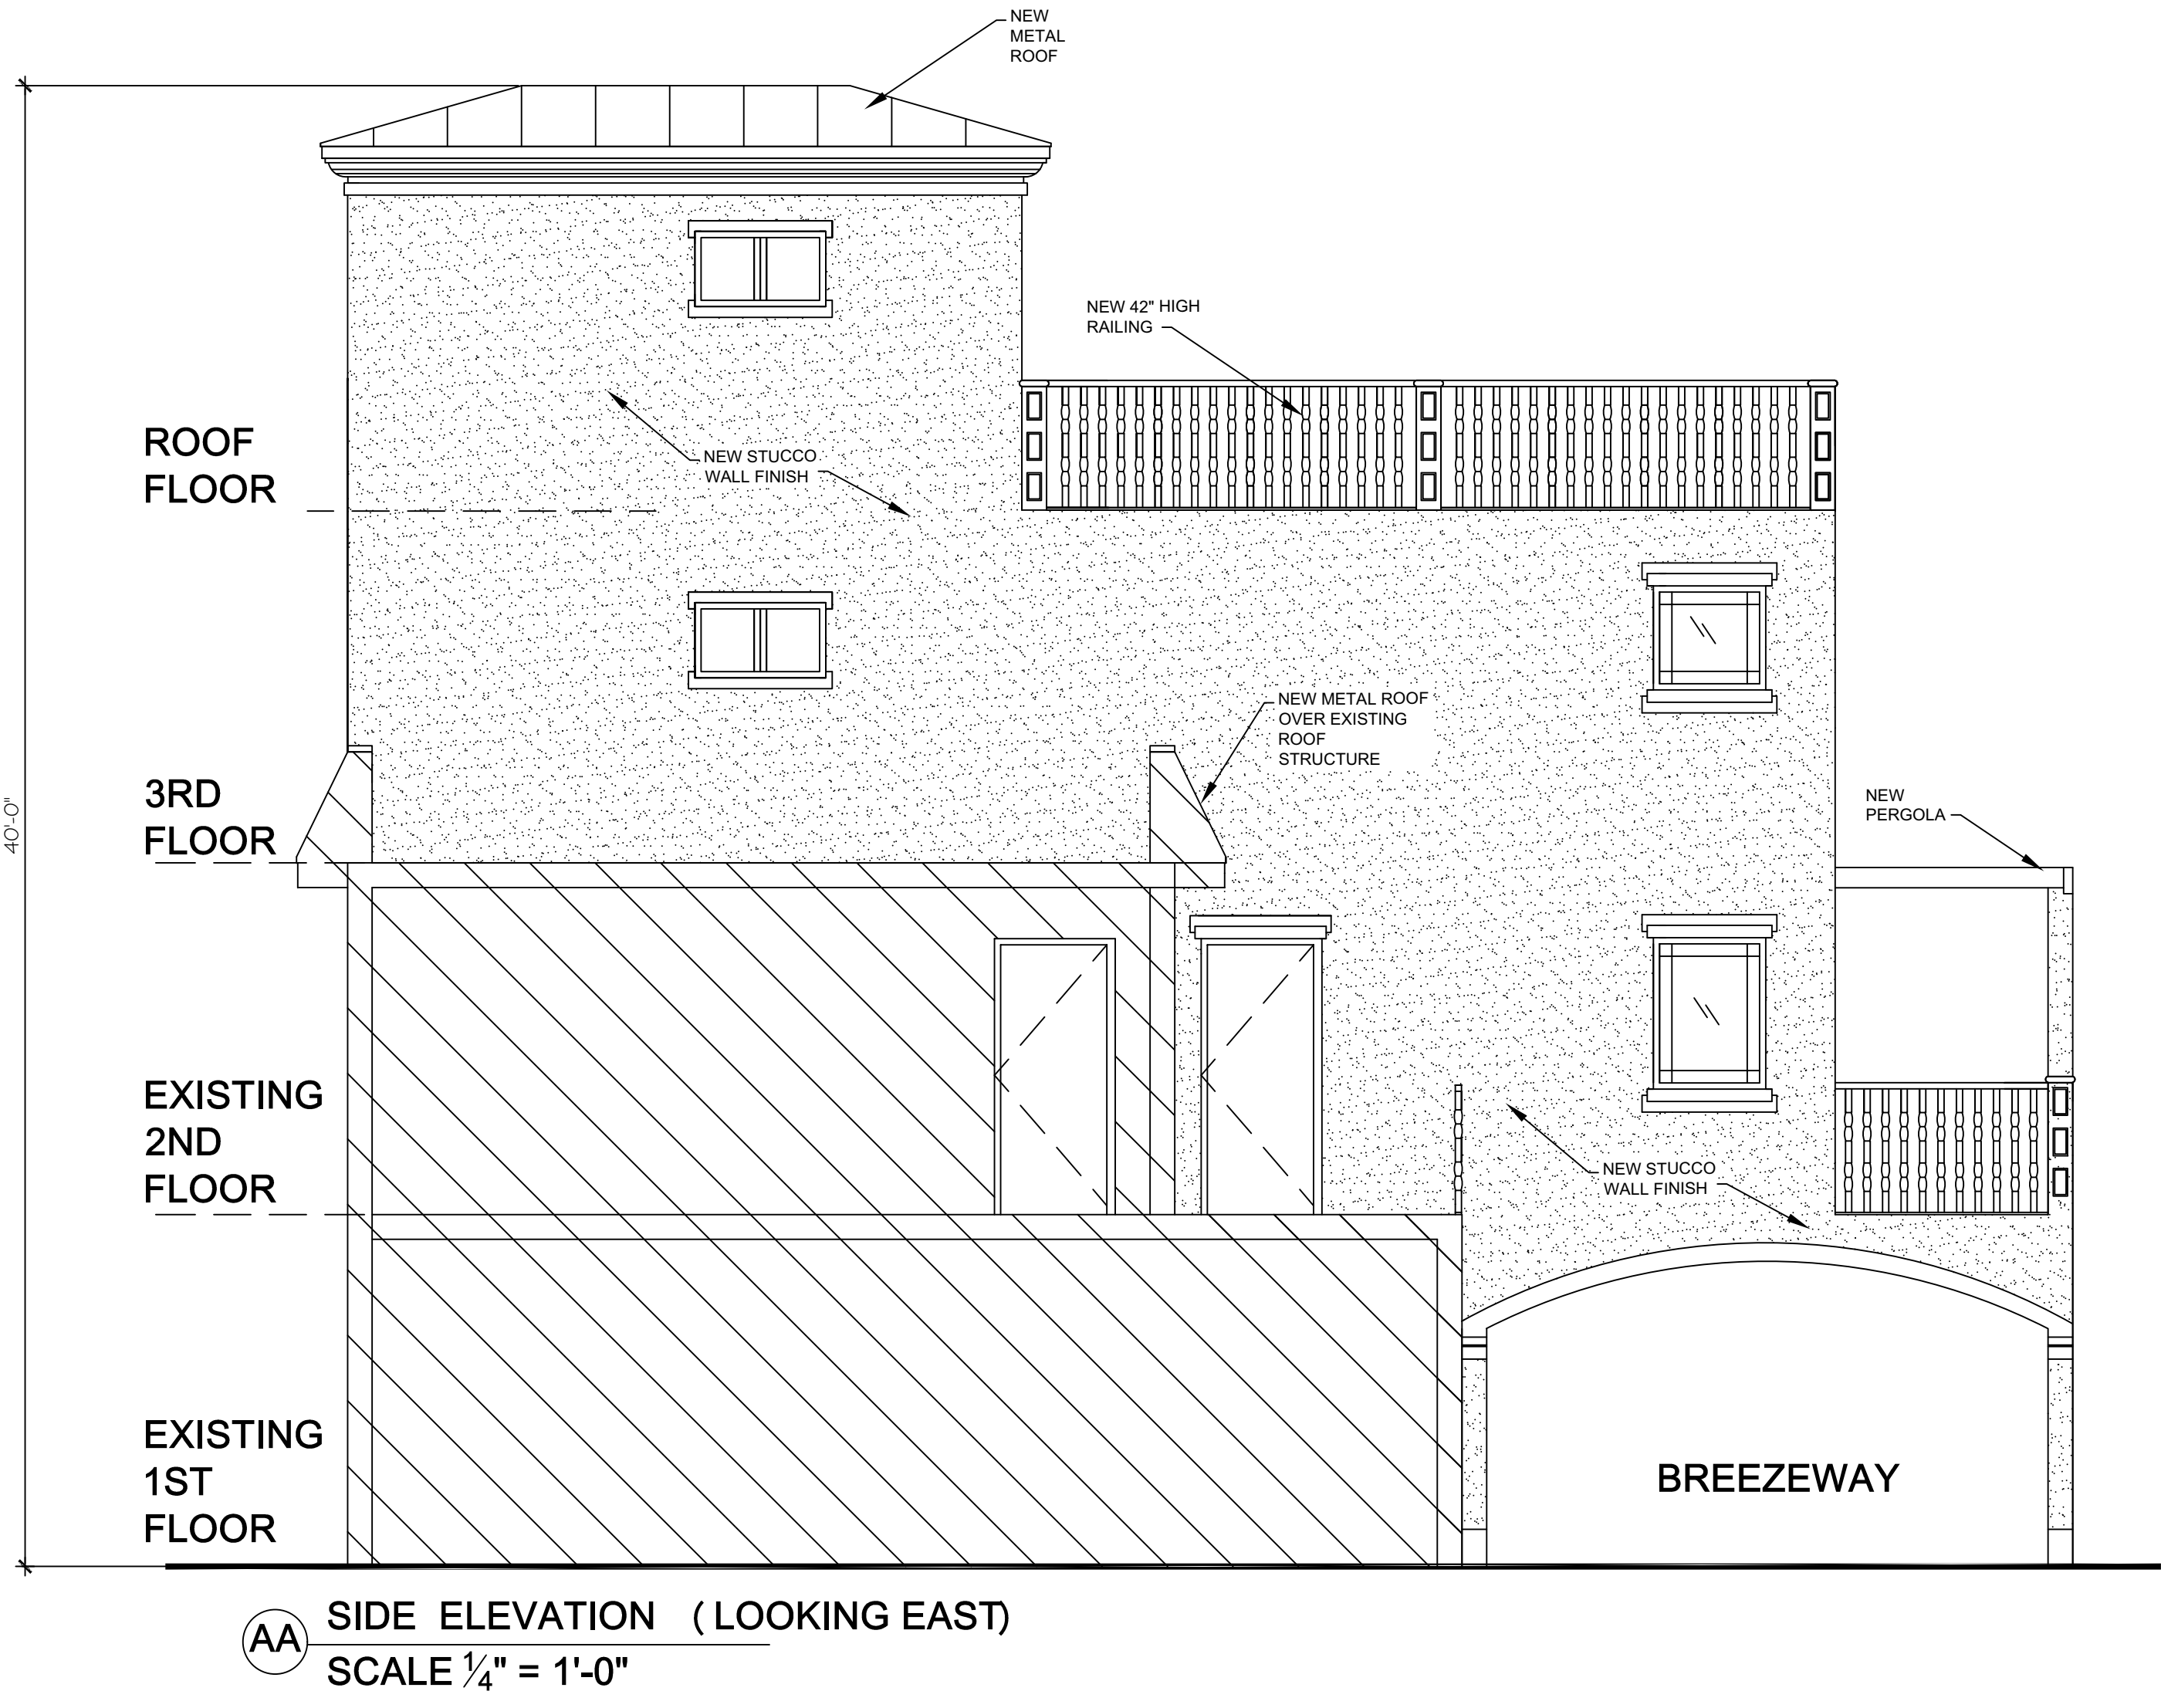 NEW
METAL
ROOF
NEW 42" HIGH
RAILING
ROOF
FLOOR
NEW STUCCO
WALL FINISH
NEW METAL ROOF
OVER EXISTING
ROOF
STRUCTURE
3RD
FLOOR
NEW
PERGOLA
40'-0"
EXISTING
2ND
FLOOR
NEW STUCCO
WALL FINISH
EXISTING
1ST
FLOOR
BREEZEWAY
AA
SIDE ELEVATION (LOOKING EAST)
SCALE 1/4" = 1'-0"